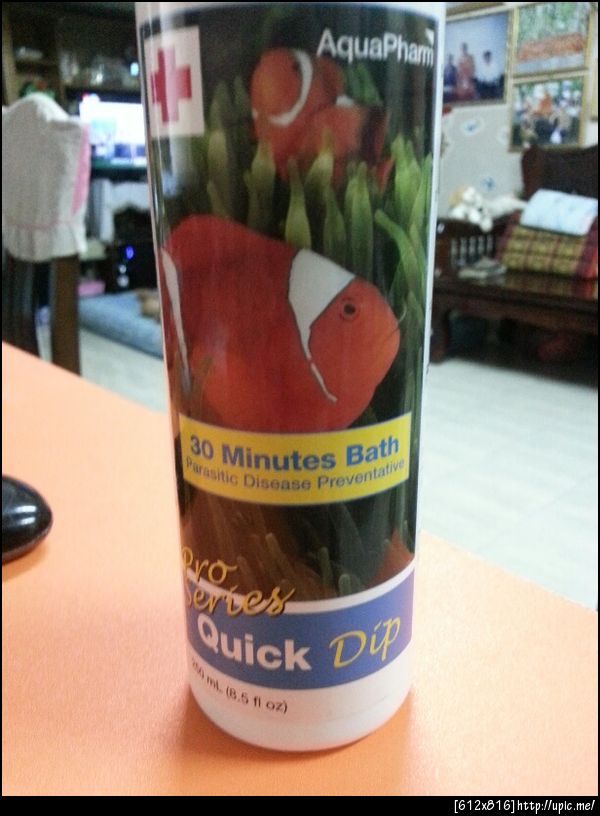 AquaPharm
30 Minutes Bath
Parasitic Disease Preventative
Pro
Series
Quick Dip
250 mL (8.5 fl oz)
[612x816]http://upic.me/